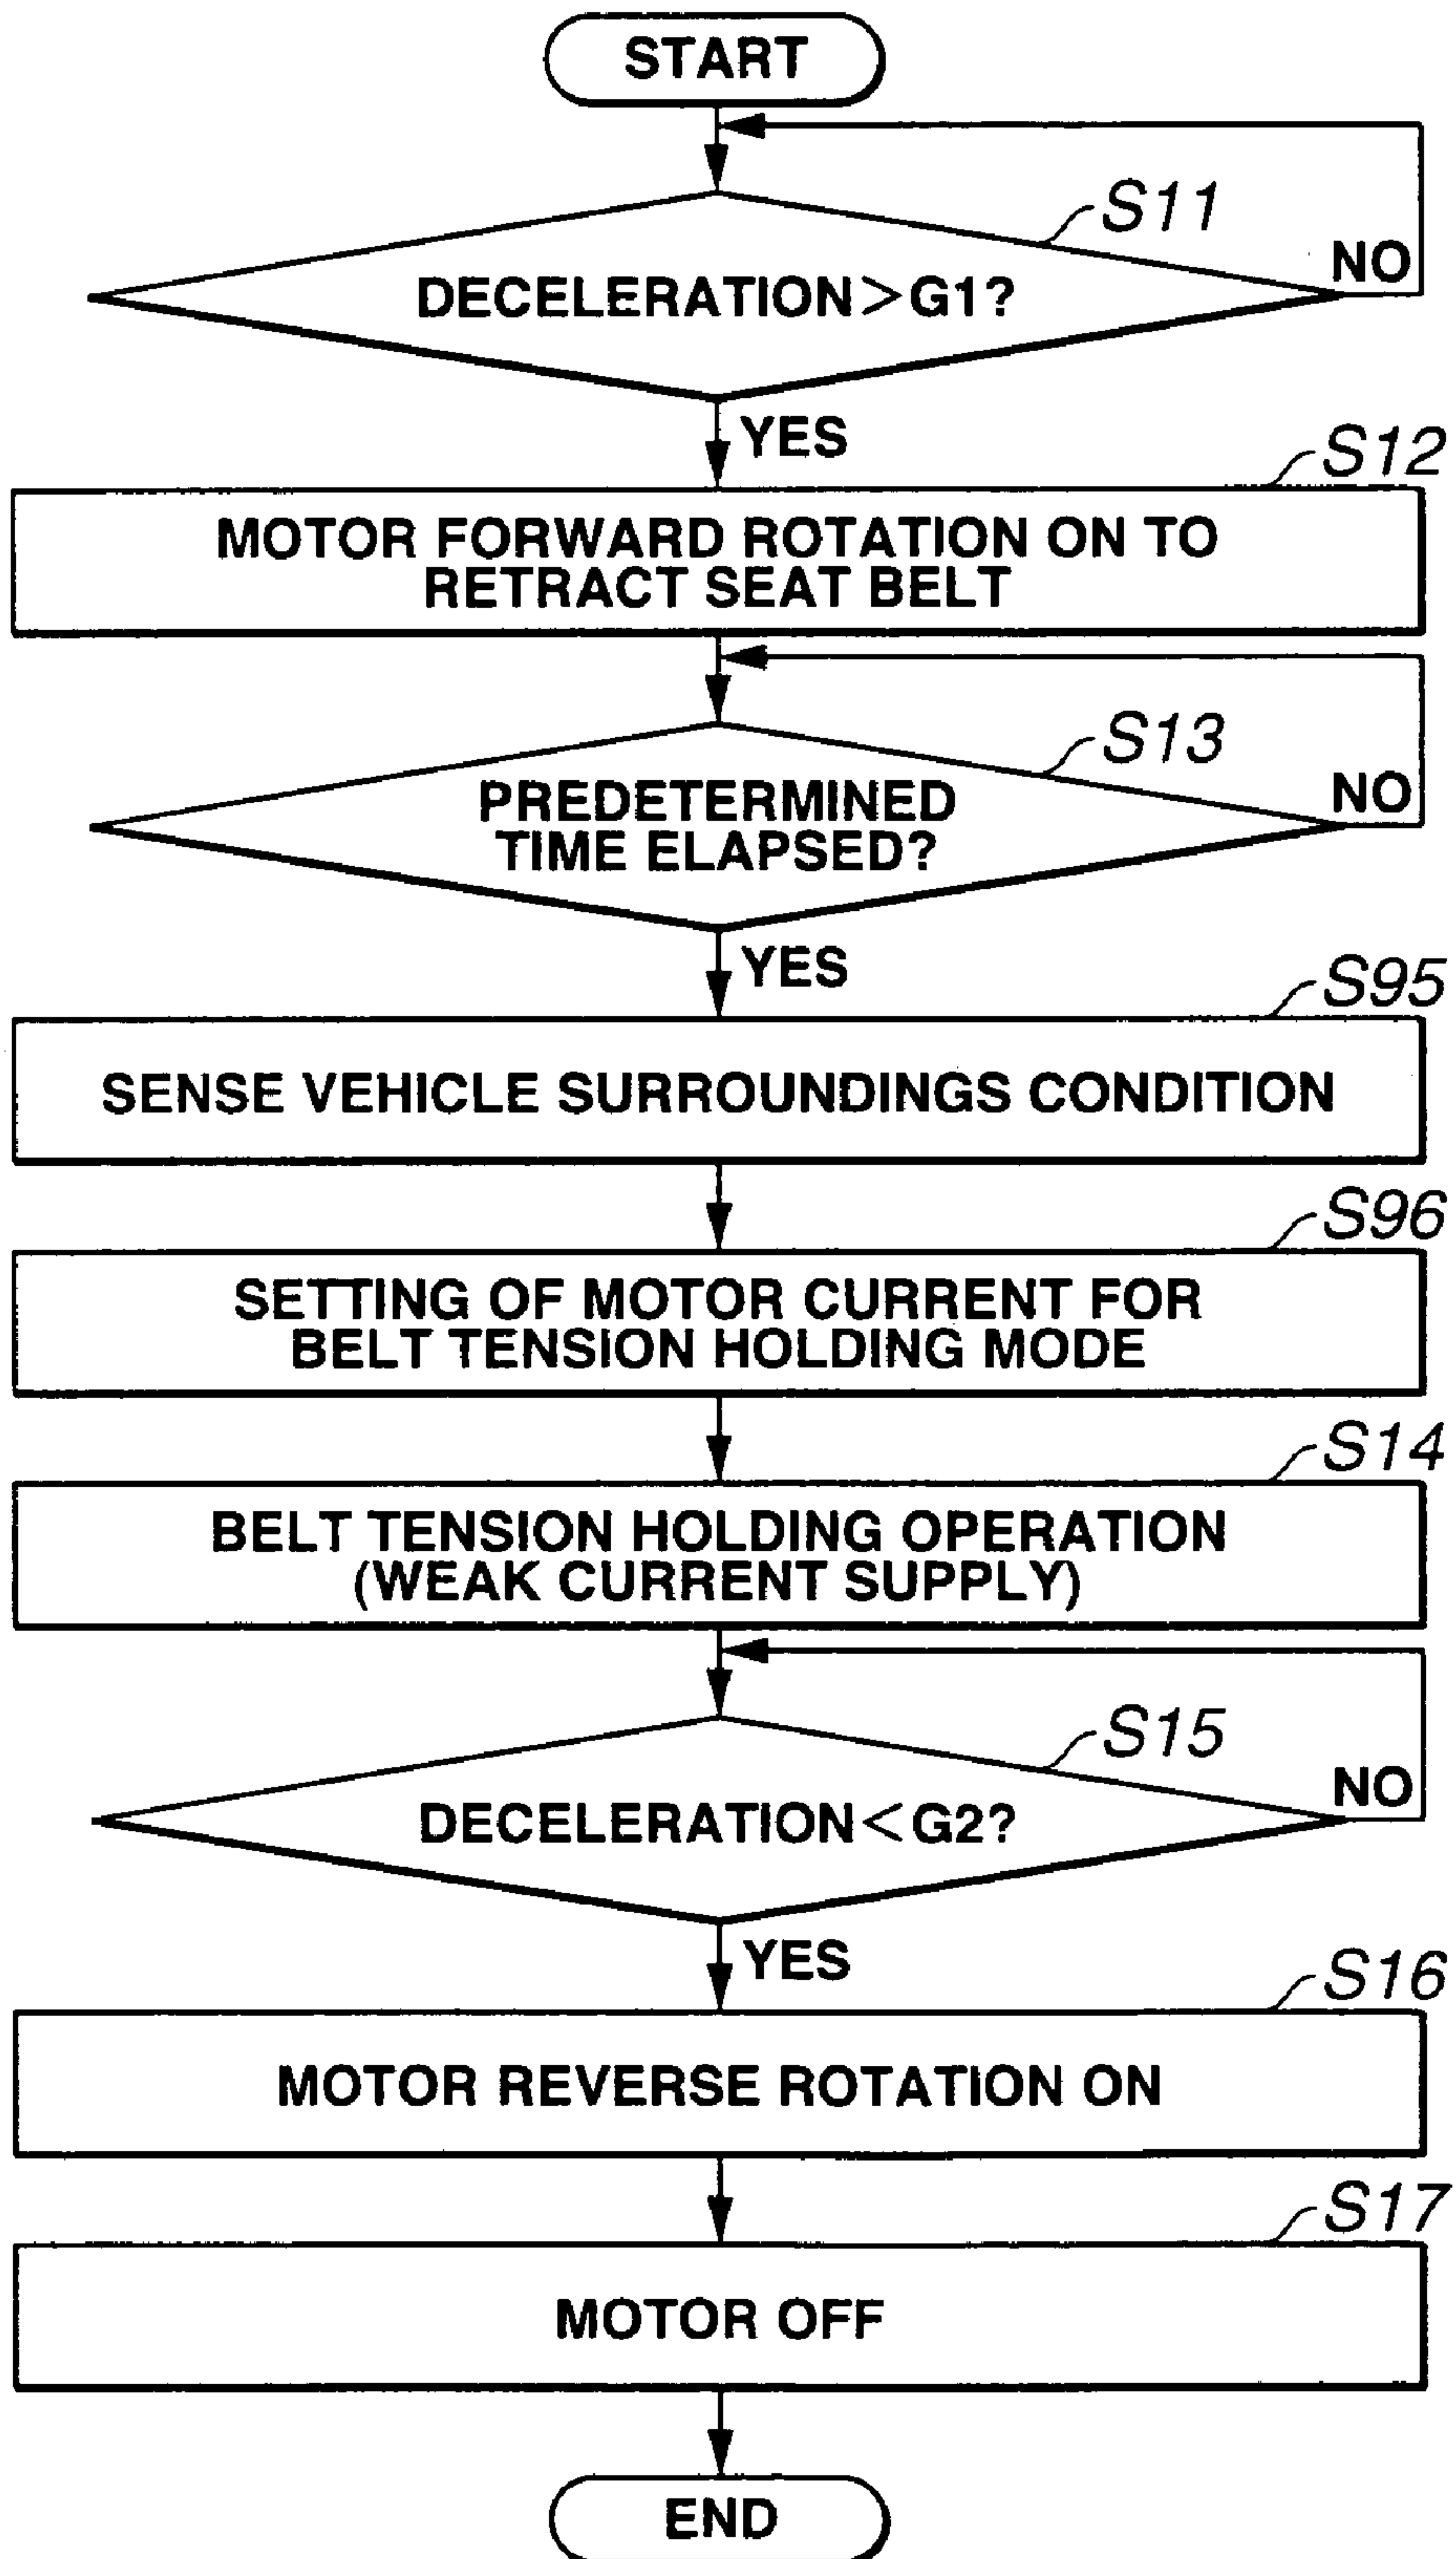 START
S11
DECELERATION>G1?
NO
YES
S12
MOTOR FORWARD ROTATION ON TO
RETRACT SEAT BELT
S13
PREDETERMINED
TIME ELAPSED?
NO
YES
S95
SENSE VEHICLE SURROUNDINGS CONDITION
S96
SETTING OF MOTOR CURRENT FOR
BELT TENSION HOLDING MODE
S14
BELT TENSION HOLDING OPERATION
(WEAK CURRENT SUPPLY)
S15
DECELERATION<G2?
NO
YES
S16
MOTOR REVERSE ROTATION ON
S17
MOTOR OFF
END